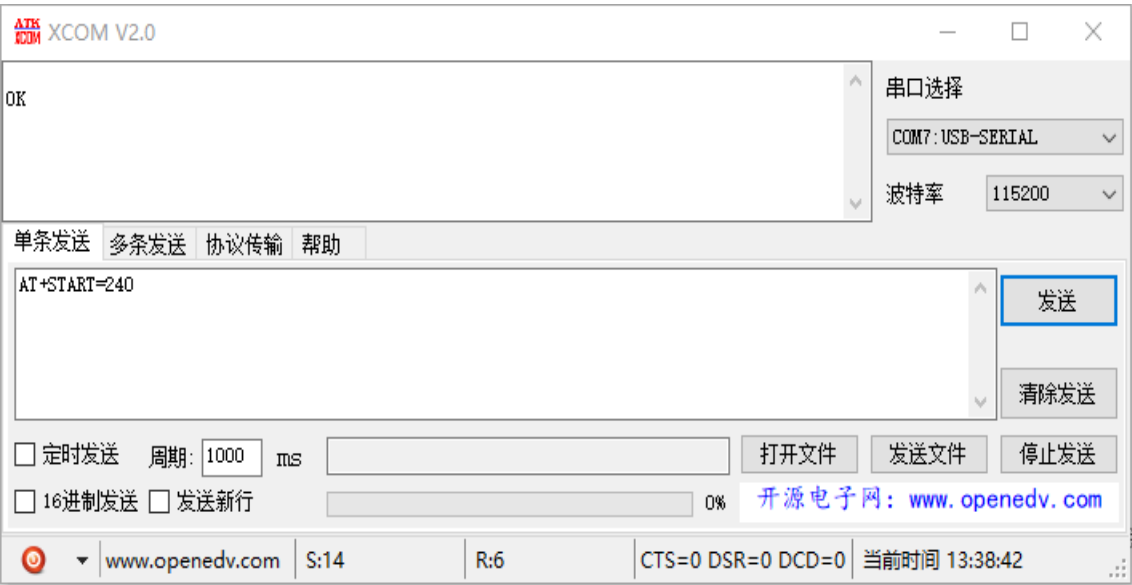 ATK XCOM XCOM V2.0
OK
串口选择
COM7:USB-SERIAL
波特率 115200
单条发送 多条发送 协议传输 帮助
AT+START=240
发送
清除发送
定时发送 周期: 1000 ms 打开文件 发送文件 停止发送
16进制发送 发送新行 0% 开源电子网: www.openedv.com
www.openedv.com S:14 R:6 CTS=0 DSR=0 DCD=0 当前时间 13:38:42